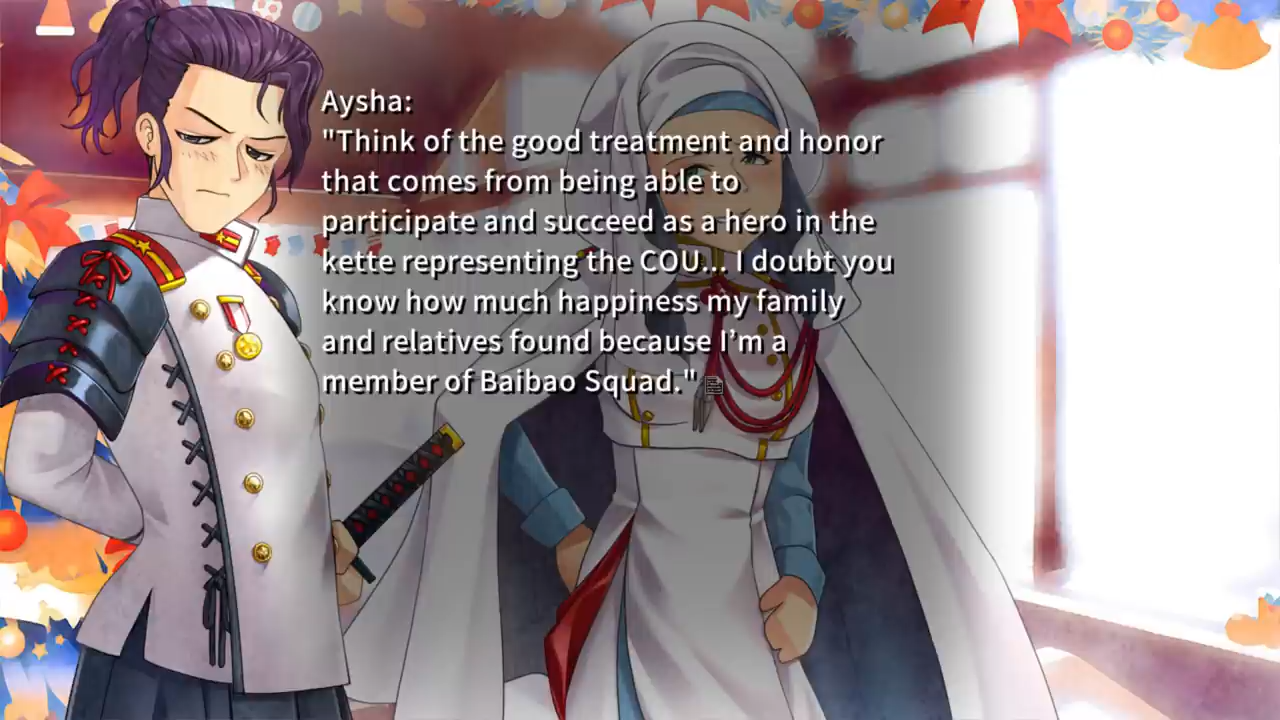 Aysha:
"Think of the good treatment and honor
that comes from being able to
participate and succeed as a hero in the
kette representing the COU... I doubt you
know how much happiness my family
and relatives found because I’m a
member of Baibao Squad."